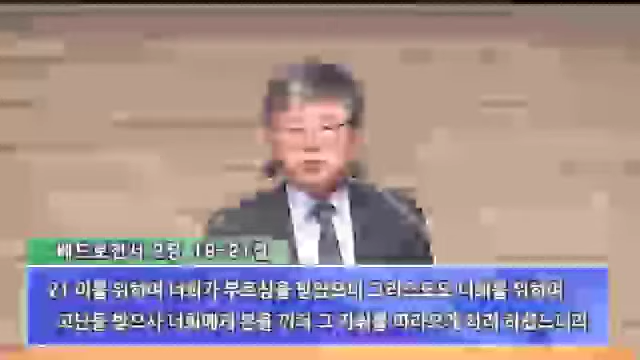 베드로전서 2장 18-21절
21 이를 위하여 너희가 부르심을 받았으니 그리스도도 너희를 위하여
고난을 받으사 너희에게 본을 끼쳐 그 자취를 따라오게 하려 하셨느니라